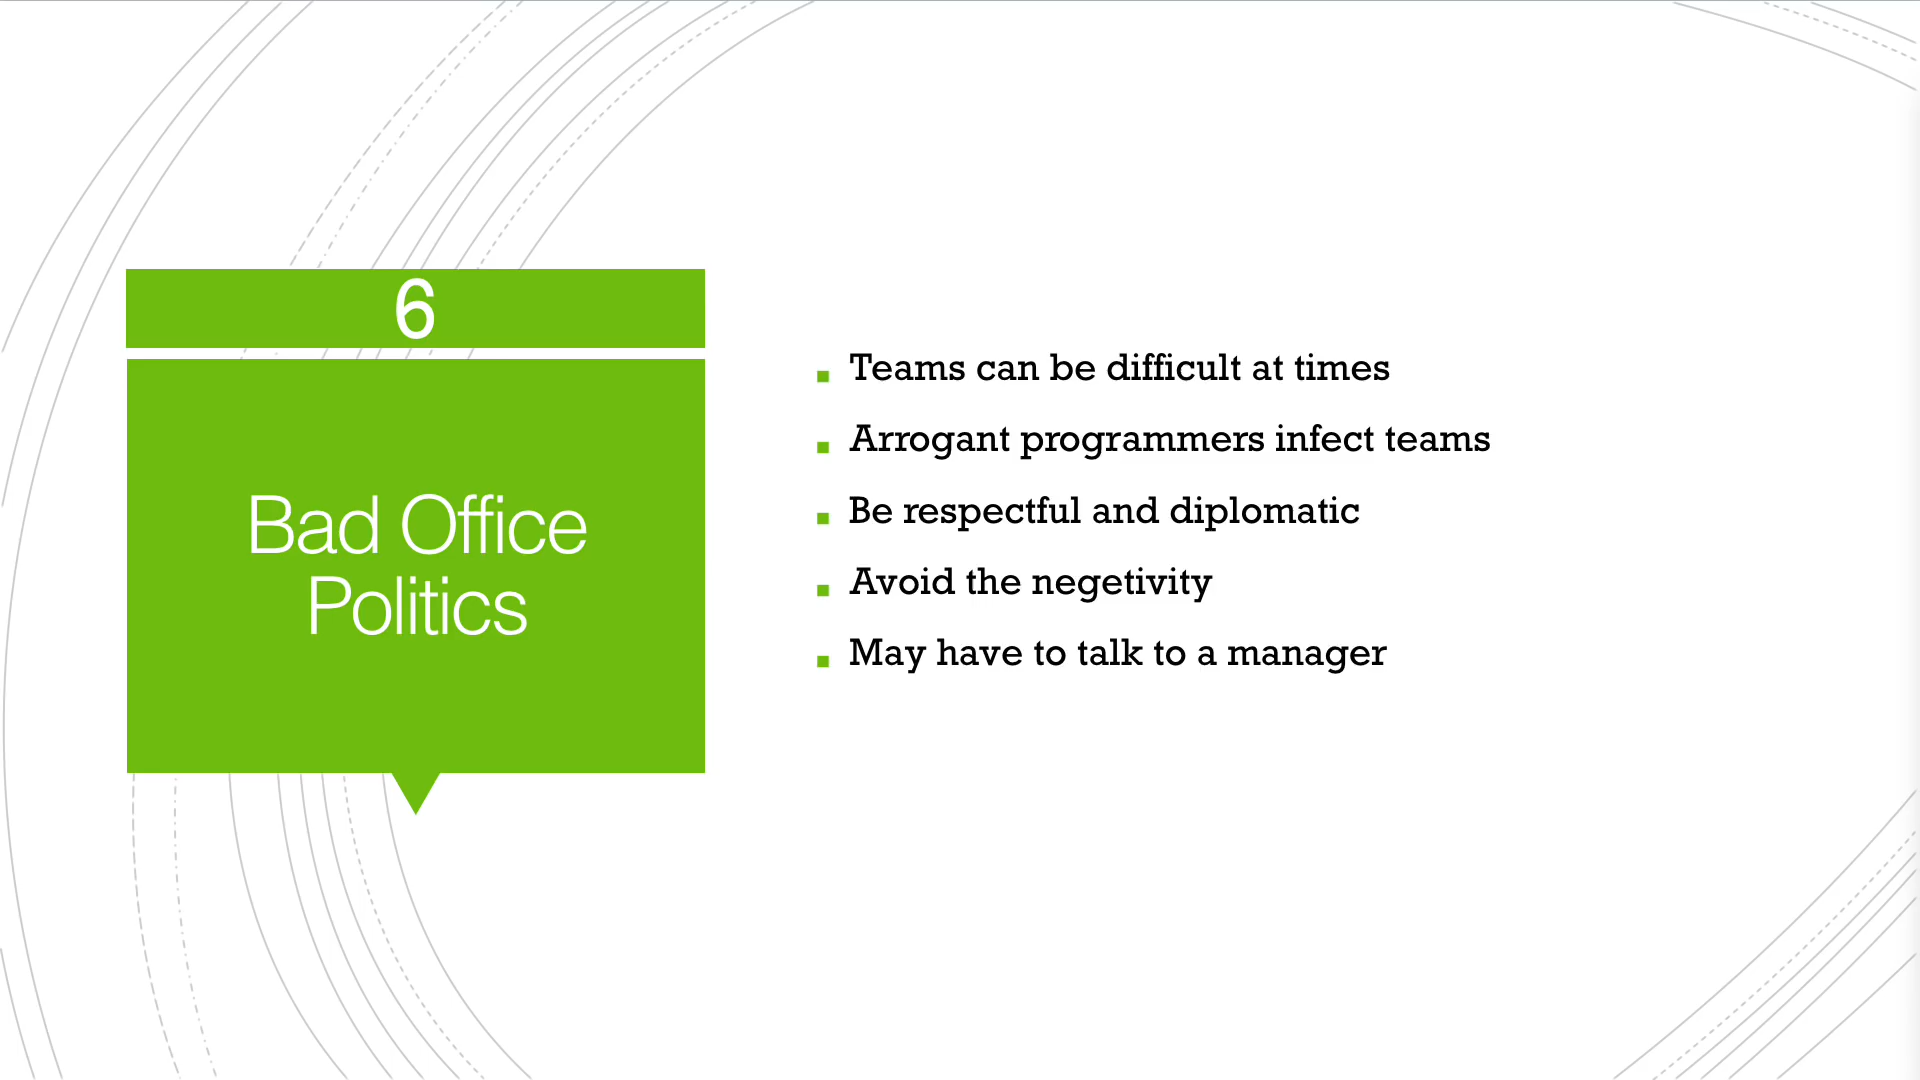 6
Bad Office
Politics
Teams can be difficult at times
Arrogant programmers infect teams
Be respectful and diplomatic
Avoid the negetivity
May have to talk to a manager